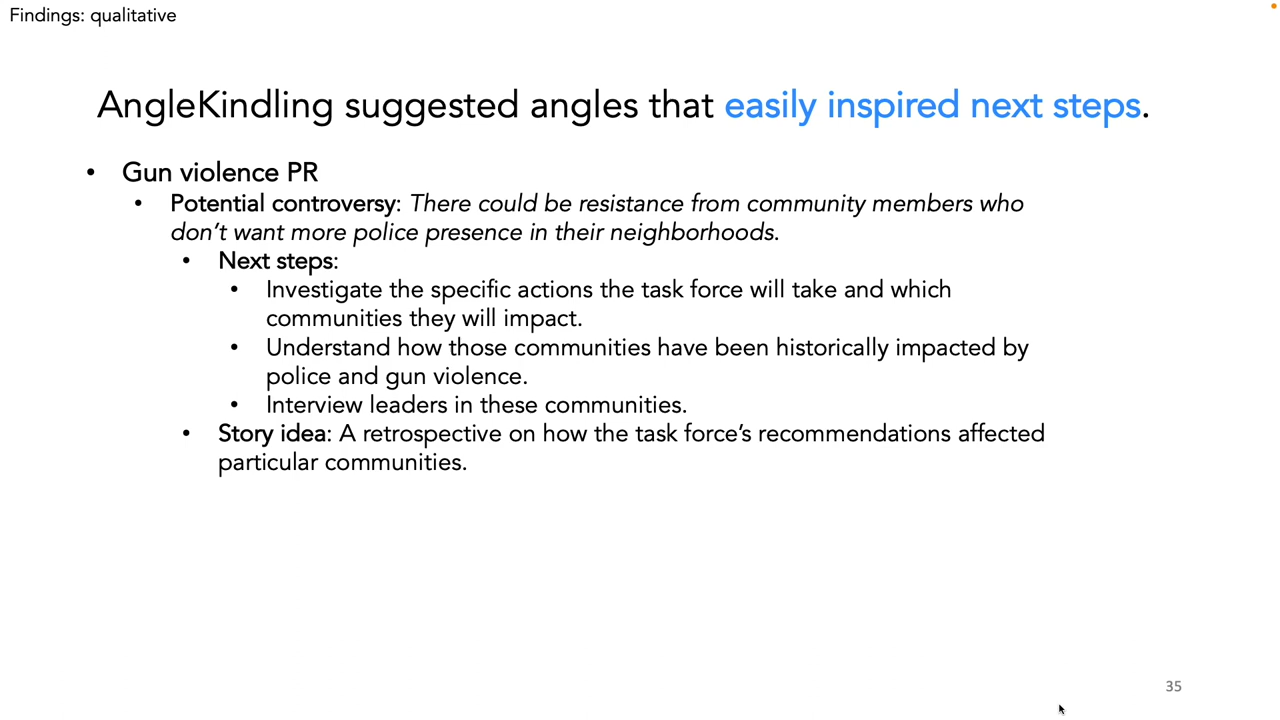 Findings: qualitative
AngleKindling suggested angles that easily inspired next steps.
• Gun violence PR
• Potential controversy: There could be resistance from community members who
don’t want more police presence in their neighborhoods.
• Next steps:
• Investigate the specific actions the task force will take and which
communities they will impact.
• Understand how those communities have been historically impacted by
police and gun violence.
• Interview leaders in these communities.
• Story idea: A retrospective on how the task force’s recommendations affected
particular communities.
35